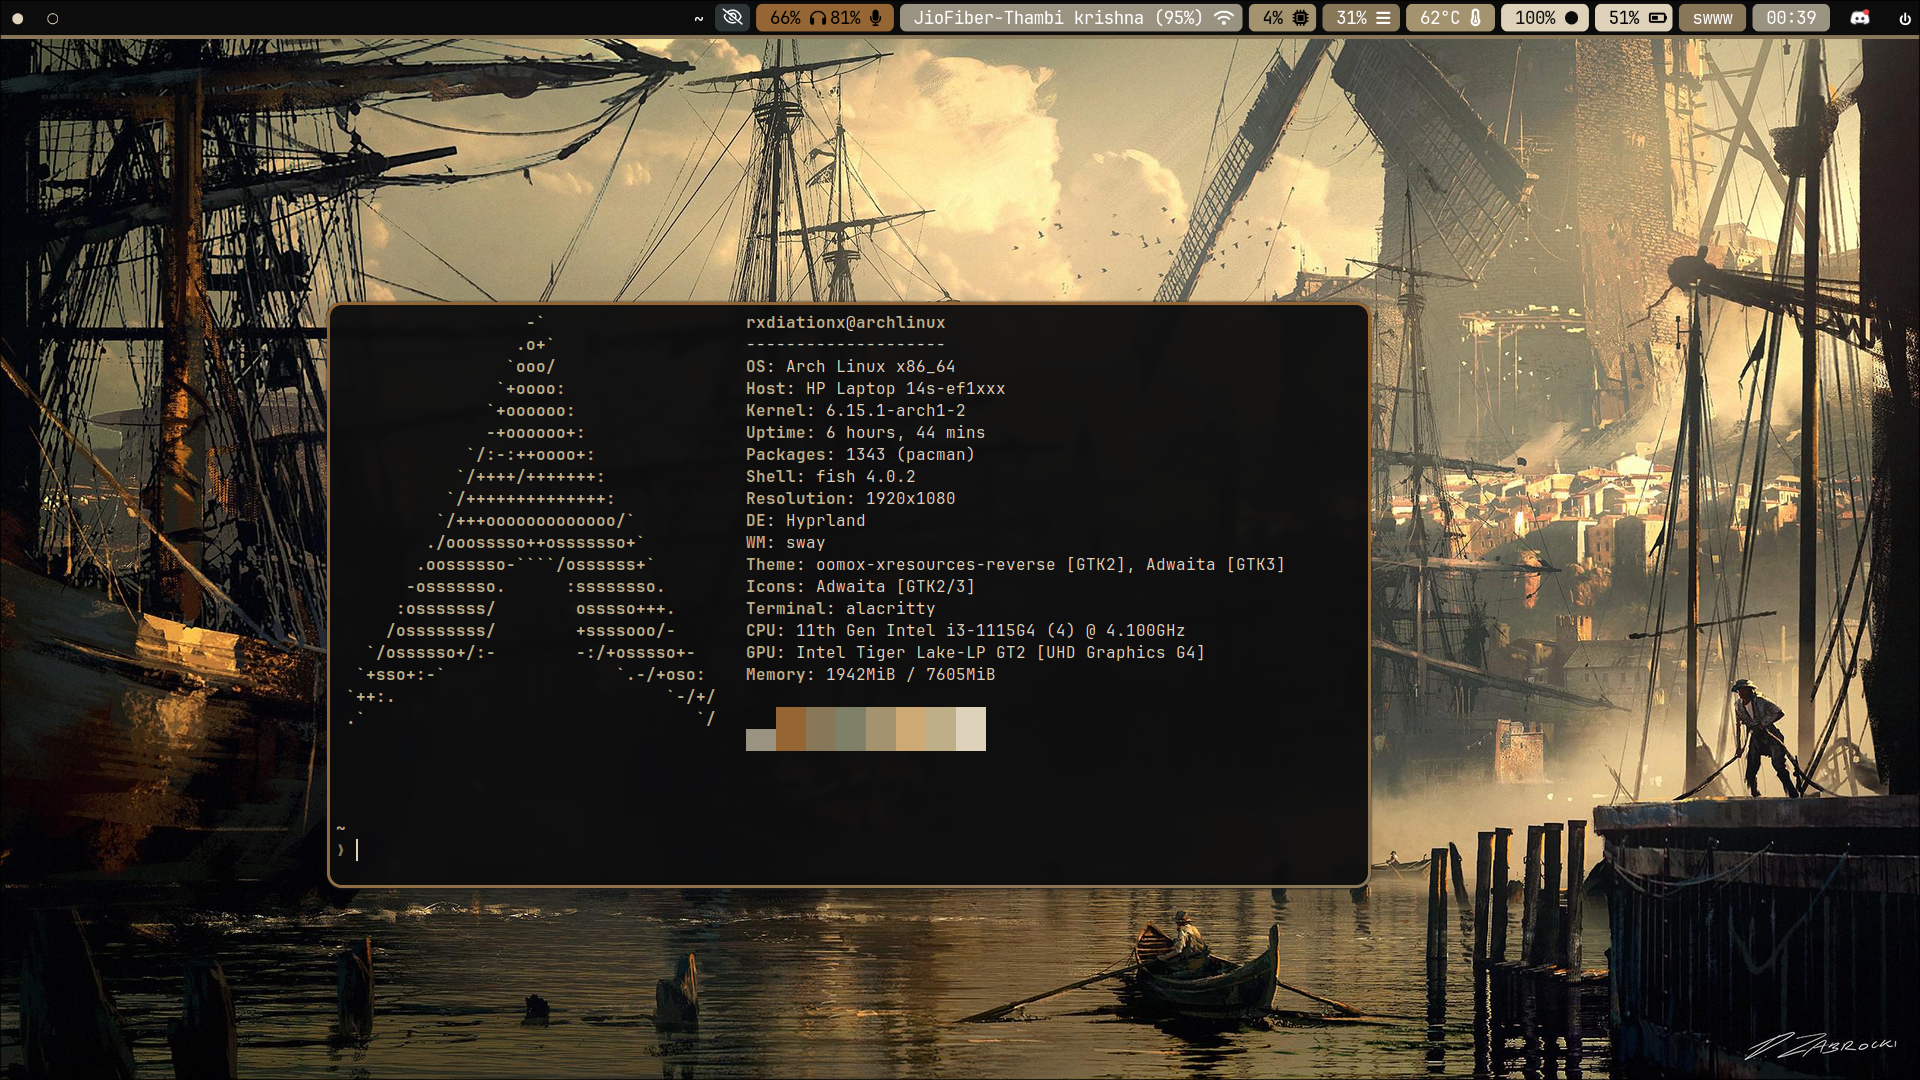 ~ 66% 81% JioFiber-Thambi krishna (95%) 4% 31% 62°C 100% 51% swww 00:39
-`
.o+`
`ooo/
`+oooo:
`+oooooo:
-+oooooo+:
`/:-:++oooo+:
`/++++/+++++++:
`/++++++++++++++:
`/+++ooooooooooooo/`
./ooosssso++osssssso+`
.oossssso-````/ossssss+`
-osssssso. :ssssssso.
:osssssss/ osssso+++.
/ossssssss/ +ssssooo/-
`/ossssso+/:- -:/+osssso+-
`+sso+:-` `.-/+oso:
`++:. `-/+/
.` `/
rxdiationx@archlinux
--------------------
OS: Arch Linux x86_64
Host: HP Laptop 14s-ef1xxx
Kernel: 6.15.1-arch1-2
Uptime: 6 hours, 44 mins
Packages: 1343 (pacman)
Shell: fish 4.0.2
Resolution: 1920x1080
DE: Hyprland
WM: sway
Theme: oomox-xresources-reverse [GTK2], Adwaita [GTK3]
Icons: Adwaita [GTK2/3]
Terminal: alacritty
CPU: 11th Gen Intel i3-1115G4 (4) @ 4.100GHz
GPU: Intel Tiger Lake-LP GT2 [UHD Graphics G4]
Memory: 1942MiB / 7605MiB
~
❯
ZABROCKI